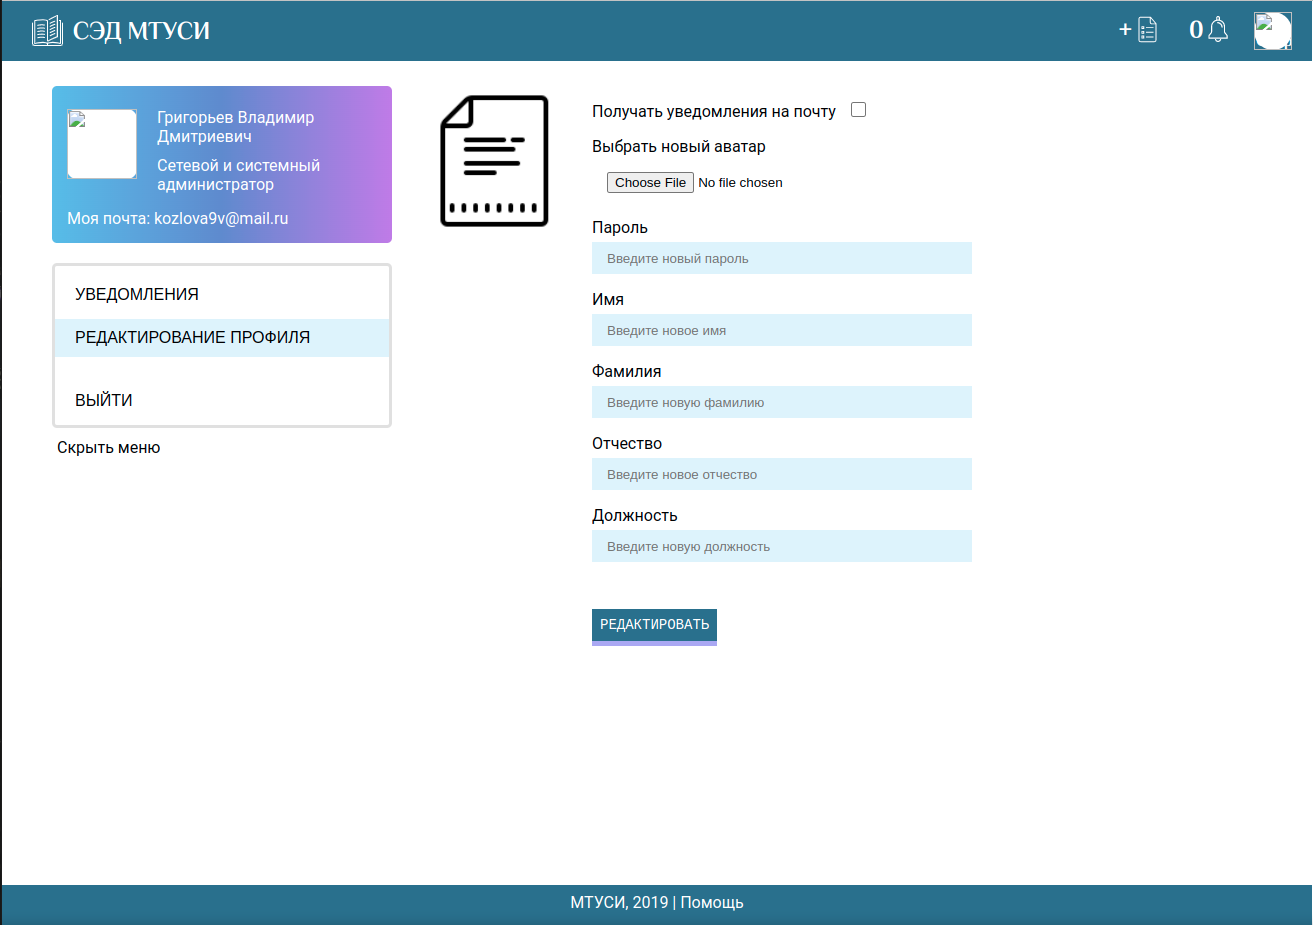 СЭД МТУСИ
+
0
Григорьев Владимир
Дмитриевич
Сетевой и системный
администратор
Моя почта: kozlova9v@mail.ru
УВЕДОМЛЕНИЯ
РЕДАКТИРОВАНИЕ ПРОФИЛЯ
ВЫЙТИ
Скрыть меню
Получать уведомления на почту
Выбрать новый аватар
Choose File No file chosen
Пароль
Введите новый пароль
Имя
Введите новое имя
Фамилия
Введите новую фамилию
Отчество
Введите новое отчество
Должность
Введите новую должность
РЕДАКТИРОВАТЬ
МТУСИ, 2019 | Помощь